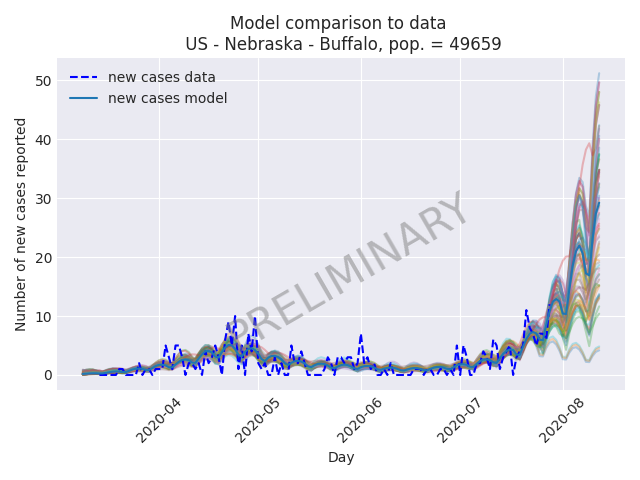 Model comparison to data
US - Nebraska - Buffalo, pop. = 49659
new cases data
new cases model
PRELIMINARY
Number of new cases reported
50
40
30
20
10
0
2020-04
2020-05
2020-06
2020-07
2020-08
Day